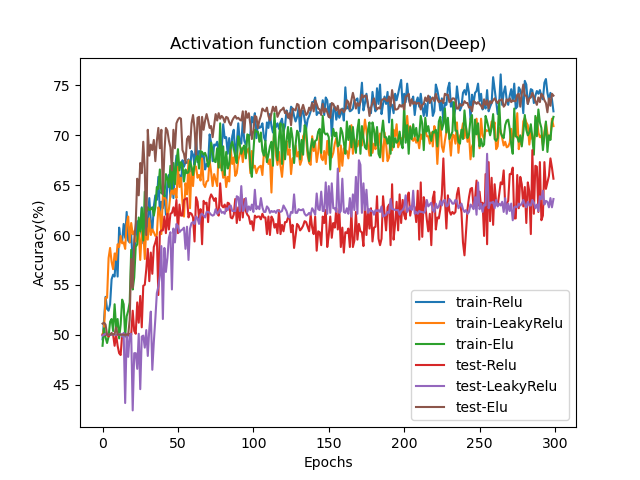 Activation function comparison(Deep)
Accuracy(%)
75
70
65
60
55
50
45
0 50 100 150 200 250 300
Epochs
train-Relu
train-LeakyRelu
train-Elu
test-Relu
test-LeakyRelu
test-Elu